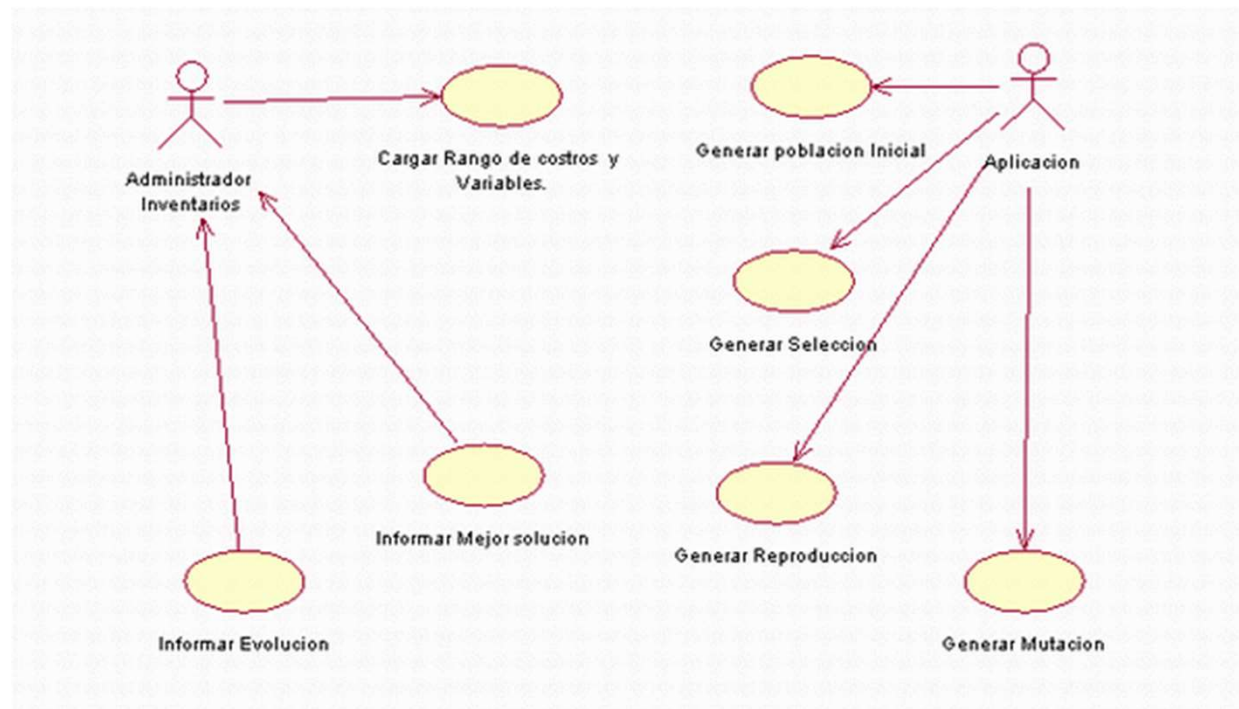 Administrador
Inventarios
Cargar Rango de costros y
Variables.
Generar poblacion Inicial
Aplicacion
Generar Seleccion
Informar Mejor solucion
Generar Reproduccion
Informar Evolucion
Generar Mutacion